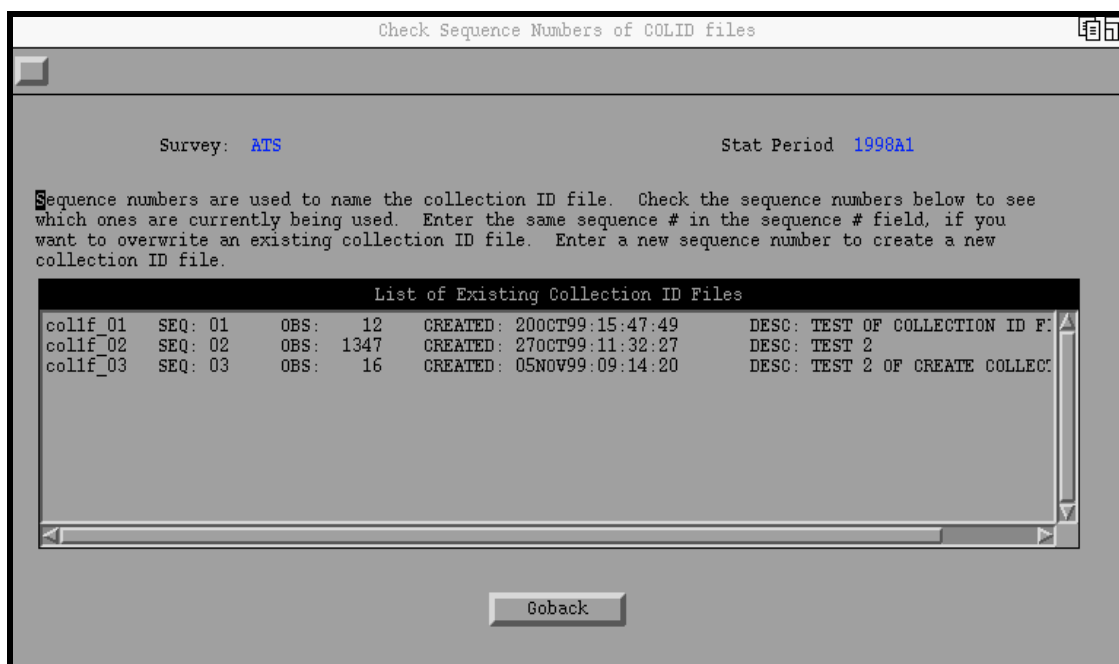 Check Sequence Numbers of COLID files
Survey: ATS Stat Period 1998A1
Sequence numbers are used to name the collection ID file. Check the sequence numbers below to see
which ones are currently being used. Enter the same sequence # in the sequence # field, if you
want to overwrite an existing collection ID file. Enter a new sequence number to create a new
collection ID file.
List of Existing Collection ID Files
col1f_01 SEQ: 01 OBS: 12 CREATED: 20OCT99:15:47:49 DESC: TEST OF COLLECTION ID
col1f_02 SEQ: 02 OBS: 1347 CREATED: 27OCT99:11:32:27 DESC: TEST 2
col1f_03 SEQ: 03 OBS: 16 CREATED: 05NOV99:09:14:20 DESC: TEST 2 OF CREATE COLLEC
Goback